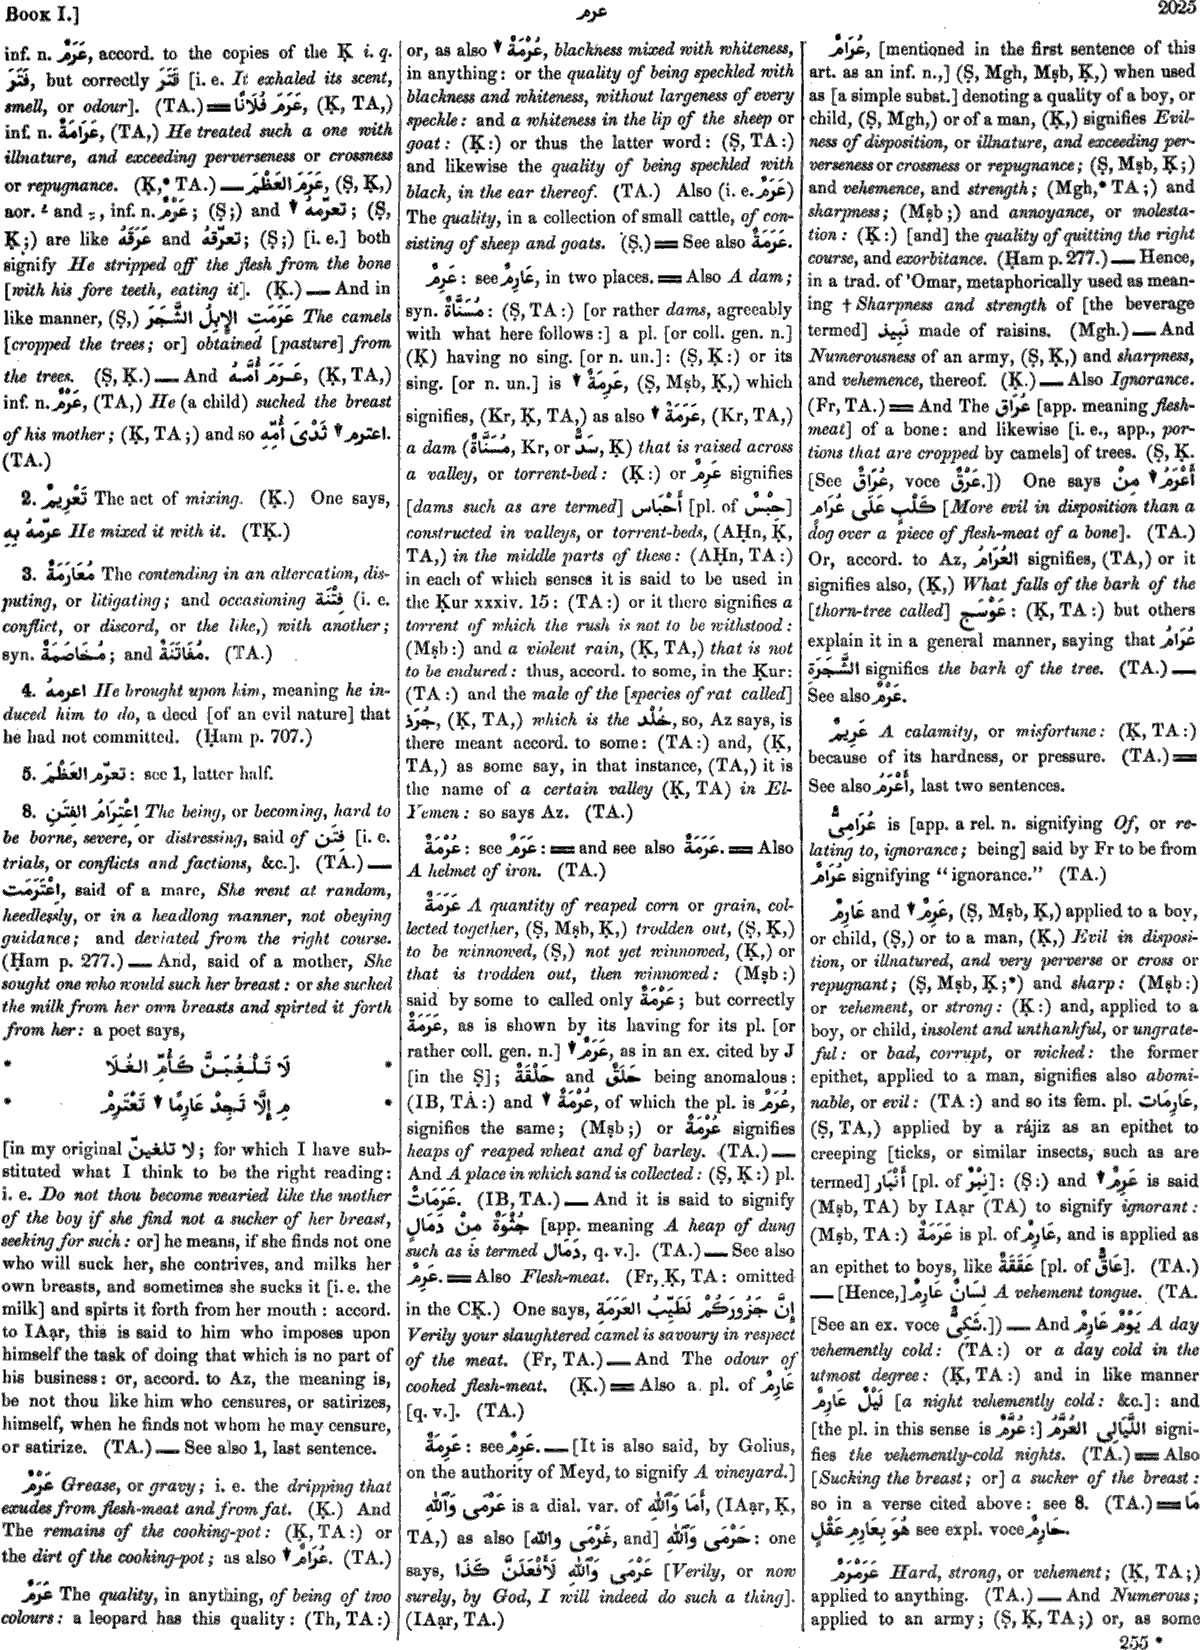 BOOK I.]
عرم
2025
inf. n. عَرَمٌ, accord. to the copies of the Ḳ i. q.
قَتَرَ, but correctly قَتَّرَ [i. e. It exhaled its scent,
smell, or odour]. (TA.) ═ عَرَمَ فُلَانًا, (Ḳ, TA,)
inf. n. عَرَامَةٌ, (TA,) He treated such a one with
illnature, and exceeding perverseness or crossness
or repugnance. (Ḳ,* TA.) — عَرَمَ العَظْمَ, (Ṣ, Ḳ,)
aor. ـُ and ـِ, inf. n. عَرْمٌ; (Ṣ;) and ▼ تعرّمهُ; (Ṣ,
Ḳ;) are like عَرَقَهُ and تعرّقهُ; (Ṣ;) [i. e.] both
signify He stripped off the flesh from the bone
[with his fore teeth, eating it]. (Ḳ.) — And in
like manner, (Ṣ,) عَرَمَتِ الإِبِلُ الشَّجَرَ The camels
[cropped the trees; or] obtained [pasture] from
the trees. (Ṣ, Ḳ.) — And عَرَمَ أُمَّهُ, (Ḳ, TA,)
inf. n. عَرْمٌ, (TA,) He (a child) sucked the breast
of his mother; (Ḳ, TA;) and so ▼ اعترم ثَدْىَ أُمِّهِ.
(TA.)
2. تَعْرِيمٌ The act of mixing. (Ḳ.) One says,
عرّمهُ بِهِ He mixed it with it. (TḲ.)
3. مُعَارَمَةٌ The contending in an altercation, dis-
puting, or litigating; and occasioning فِتْنَة (i. e.
conflict, or discord, or the like,) with another;
syn. مُخَاصَمَةٌ; and مُفَاتَنَةٌ. (TA.)
4. اعرمهُ He brought upon him, meaning he in-
duced him to do, a deed [of an evil nature] that
he had not committed. (Ḥam p. 707.)
5. تعرّم العَظْمَ: see 1, latter half.
8. اِعْتِرَامُ الفِتَنِ The being, or becoming, hard to
be borne, severe, or distressing, said of فِتَن [i. e.
trials, or conflicts and factions, &c.]. (TA.) —
اِعْتَرَمَت, said of a mare, She went at random,
heedlessly, or in a headlong manner, not obeying
guidance; and deviated from the right course.
(Ḥam p. 277.) — And, said of a mother, She
sought one who would suck her breast: or she sucked
the milk from her own breasts and spirted it forth
from her: a poet says,
* لَا تَلْغَبَنَّ كَأُمِّ الغُلَا *
* مِ إِلَّا تَجِدْ عَارِمًا ▼ تَعْتَرِمْ *
[in my original لا تلغينّ; for which I have sub-
stituted what I think to be the right reading:
i. e. Do not thou become wearied like the mother
of the boy if she find not a sucker of her breast,
seeking for such: or] he means, if she finds not one
who will suck her, she contrives, and milks her
own breasts, and sometimes she sucks it [i. e. the
milk] and spirts it forth from her mouth: accord.
to IAạr, this is said to him who imposes upon
himself the task of doing that which is no part of
his business: or, accord. to Az, the meaning is,
be not thou like him who censures, or satirizes,
himself, when he finds not whom he may censure,
or satirize. (TA.) — See also 1, last sentence.
عَرْمٌ Grease, or gravy; i. e. the dripping that
exudes from flesh-meat and from fat. (Ḳ.) And
The remains of the cooking-pot: (Ḳ, TA:) or
the dirt of the cooking-pot; as also ▼ عُرَامٌ. (TA.)
عَرَمٌ The quality, in anything, of being of two
colours: a leopard has this quality: (Th, TA:)
or, as also ▼ عُرْمَةٌ, blackness mixed with whiteness,
in anything: or the quality of being speckled with
blackness and whiteness, without largeness of every
speckle: and a whiteness in the lip of the sheep or
goat: (Ḳ:) or thus the latter word: (Ṣ, TA:)
and likewise the quality of being speckled with
black, in the ear thereof. (TA.) Also (i. e. عَرَمٌ)
The quality, in a collection of small cattle, of con-
sisting of sheep and goats. (Ṣ.) ═ See also عَرَمَةٌ.
عَرِمٌ: see عَارِمٌ, in two places. ═ Also A dam;
syn. مُسَنَّاةٌ: (Ṣ, TA:) [or rather dams, agreeably
with what here follows:] a pl. [or coll. gen. n.]
(Ḳ) having no sing. [or n. un.]: (Ṣ, Ḳ:) or its
sing. [or n. un.] is ▼ عَرِمَةٌ, (Ṣ, Mṣb, Ḳ,) which
signifies, (Kr, Ḳ, TA,) as also ▼ عَرَمَةٌ, (Kr, TA,)
a dam (مُسَنَّاةٌ, Kr, or سَدٌّ, Ḳ) that is raised across
a valley, or torrent-bed: (Ḳ:) or عَرِمٌ signifies
[dams such as are termed] أَحْبَاس [pl. of حِبْسٌ]
constructed in valleys, or torrent-beds, (AḤn, Ḳ,
TA,) in the middle parts of these: (AḤn, TA:)
in each of which senses it is said to be used in
the Ḳur xxxiv. 15: (TA:) or it there signifies a
torrent of which the rush is not to be withstood:
(Mṣb:) and a violent rain, (Ḳ, TA,) that is not
to be endured: thus, accord. to some, in the Ḳur:
(TA:) and the male of the [species of rat called]
جُرَذ, (Ḳ, TA,) which is the خُلْد, so, Az says, is
there meant accord. to some: (TA:) and, (Ḳ,
TA,) as some say, in that instance, (TA,) it is
the name of a certain valley (Ḳ, TA) in El-
Yemen: so says Az. (TA.)
عُرْمَةٌ: see عَرَمٌ: ═ and see also عَرَمَةٌ. ═ Also
A helmet of iron. (TA.)
عَرَمَةٌ A quantity of reaped corn or grain, col-
lected together, (Ṣ, Mṣb, Ḳ,) trodden out, (Ṣ, Ḳ,)
to be winnowed, (Ṣ,) not yet winnowed, (Ḳ,) or
that is trodden out, then winnowed: (Mṣb:)
said by some to called only عَرْمَةٌ; but correctly
عَرَمَةٌ, as is shown by its having for its pl. [or
rather coll. gen. n.] ▼ عَرَمٌ, as in an ex. cited by J
[in the Ṣ]; حَلَقٌ and حَلْقَةٌ being anomalous:
(IB, TA:) and ▼ عُرْمَةٌ, of which the pl. is عُرَمٌ,
signifies the same; (Mṣb;) or عُرْمَةٌ signifies
heaps of reaped wheat and of barley. (TA.) —
And A place in which sand is collected: (Ṣ, Ḳ:) pl.
عَرَمَاتٌ. (IB, TA.) — And it is said to signify
جُثْوَةٌ مِنْ دَمَالٍ [app. meaning A heap of dung
such as is termed دَمَال, q. v.]. (TA.) — See also
عَرِمٌ. ═ Also Flesh-meat. (Fr, Ḳ, TA: omitted
in the CḲ.) One says, إِنَّ جَزُورَكُمْ لَطَيِّبُ العَرَمَةِ
Verily your slaughtered camel is savoury in respect
of the meat. (Fr, TA.) — And The odour of
cooked flesh-meat. (Ḳ.) ═ Also a pl. of عَارِمٌ
[q. v.]. (TA.)
عَرِمَةٌ: see عَرِمٌ. — [It is also said, by Golius,
on the authority of Meyd, to signify A vineyard.]
عَرْمَى وَٱللّٰهِ is a dial. var. of أَمَا وَٱللّٰهِ, (IAạr, Ḳ,
TA,) as also [غَرْمَى والله, and] حَرْمَى وَٱللّٰهِ: one
says, عَرْمَى وَٱللّٰهِ لَأَفْعَلَنَّ كَذَا [Verily, or now
surely, by God, I will indeed do such a thing].
(IAạr, TA.)
عُرَامٌ, [mentioned in the first sentence of this
art. as an inf. n.,] (Ṣ, Mgh, Mṣb, Ḳ,) when used
as [a simple subst.] denoting a quality of a boy, or
child, (Ṣ, Mgh,) or of a man, (Ḳ,) signifies Evil-
ness of disposition, or illnature, and exceeding per-
verseness or crossness or repugnance; (Ṣ, Mṣb, Ḳ;)
and vehemence, and strength; (Mgh,* TA;) and
sharpness; (Mṣb;) and annoyance, or molesta-
tion: (Ḳ:) [and] the quality of quitting the right
course, and exorbitance. (Ḥam p. 277.) — Hence,
in a trad. of 'Omar, metaphorically used as mean-
ing † Sharpness and strength of [the beverage
termed] نَبِيذ made of raisins. (Mgh.) — And
Numerousness of an army, (Ṣ, Ḳ,) and sharpness,
and vehemence, thereof. (Ḳ.) — Also Ignorance.
(Fr, TA.) ═ And The عُرَاق [app. meaning flesh-
meat] of a bone: and likewise [i. e., app., por-
tions that are cropped by camels] of trees. (Ṣ, Ḳ.
[See عُرَاقٌ, voce عَرْقٌ.]) One says ▼ أَعْرَمُ مِنْ
كَلْبٍ عَلَى عُرَامٍ [More evil in disposition than a
dog over a piece of flesh-meat of a bone]. (TA.)
Or, accord. to Az, العُرَامُ signifies, (TA,) or it
signifies also, (Ḳ,) What falls of the bark of the
[thorn-tree called] عَوْسَج: (Ḳ, TA:) but others
explain it in a general manner, saying that عُرَامُ
الشَّجَرَةِ signifies the bark of the tree. (TA.) —
See also عَرْمٌ.
عَرِيمٌ A calamity, or misfortune: (Ḳ, TA:)
because of its hardness, or pressure. (TA.) ═
See also أَعْرَمُ, last two sentences.
عُرَامِىٌّ is [app. a rel. n. signifying Of, or re-
lating to, ignorance; being] said by Fr to be from
عُرَامٌ signifying "ignorance." (TA.)
عَارِمٌ and ▼ عَرِمٌ, (Ṣ, Mṣb, Ḳ,) applied to a boy,
or child, (Ṣ,) or to a man, (Ḳ,) Evil in disposi-
tion, or illnatured, and very perverse or cross or
repugnant; (Ṣ, Mṣb, Ḳ;*) and sharp: (Mṣb:)
or vehement, or strong: (Ḳ:) and, applied to a
boy, or child, insolent and unthankful, or ungrate-
ful: or bad, corrupt, or wicked: the former
epithet, applied to a man, signifies also abomi-
nable, or evil: (TA:) and so its fem. pl. عَارِمَات,
(Ṣ, TA,) applied by a rájiz as an epithet to
creeping [ticks, or similar insects, such as are
termed] أَنْبَار [pl. of نِبْرٌ]: (Ṣ:) and ▼ عَرِمٌ is said
(Mṣb, TA) by IAạr (TA) to signify ignorant:
(Mṣb, TA:) عَرَمَةٌ is pl. of عَارِمٌ, and is applied as
an epithet to boys, like عَقَقَةٌ [pl. of عَاقٌّ]. (TA.)
— [Hence,] لِسَانٌ عَارِمٌ A vehement tongue. (TA.
[See an ex. voce شَكِىٌّ.]) — And يَوْمٌ عَارِمٌ A day
vehemently cold: (TA:) or a day cold in the
utmost degree: (Ḳ, TA:) and in like manner
لَيْلٌ عَارِمٌ [a night vehemently cold: &c.]: and
[the pl. in this sense is عُرَّمٌ:] اللَّيَالِى العُرَّمُ signi-
fies the vehemently-cold nights. (TA.) ═ Also
[Sucking the breast; or] a sucker of the breast:
so in a verse cited above: see 8. (TA.) ═ مَا
هُوَ بِعَارِمِ عَقْلٍ see expl. voce حَارِمٌ.
عَرَمْرَمٌ Hard, strong, or vehement; (Ḳ, TA;)
applied to anything. (TA.) — And Numerous;
applied to an army; (Ṣ, Ḳ, TA;) or, as some
255 *